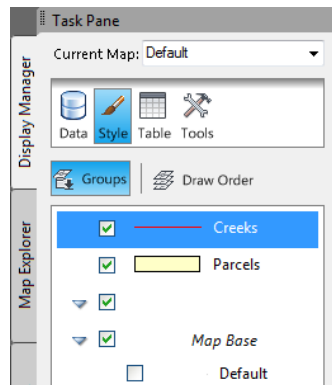 Task Pane
Current Map: Default
Display Manager
Map Explorer
Data Style Table Tools
Groups Draw Order
Creeks
Parcels
Map Base
Default